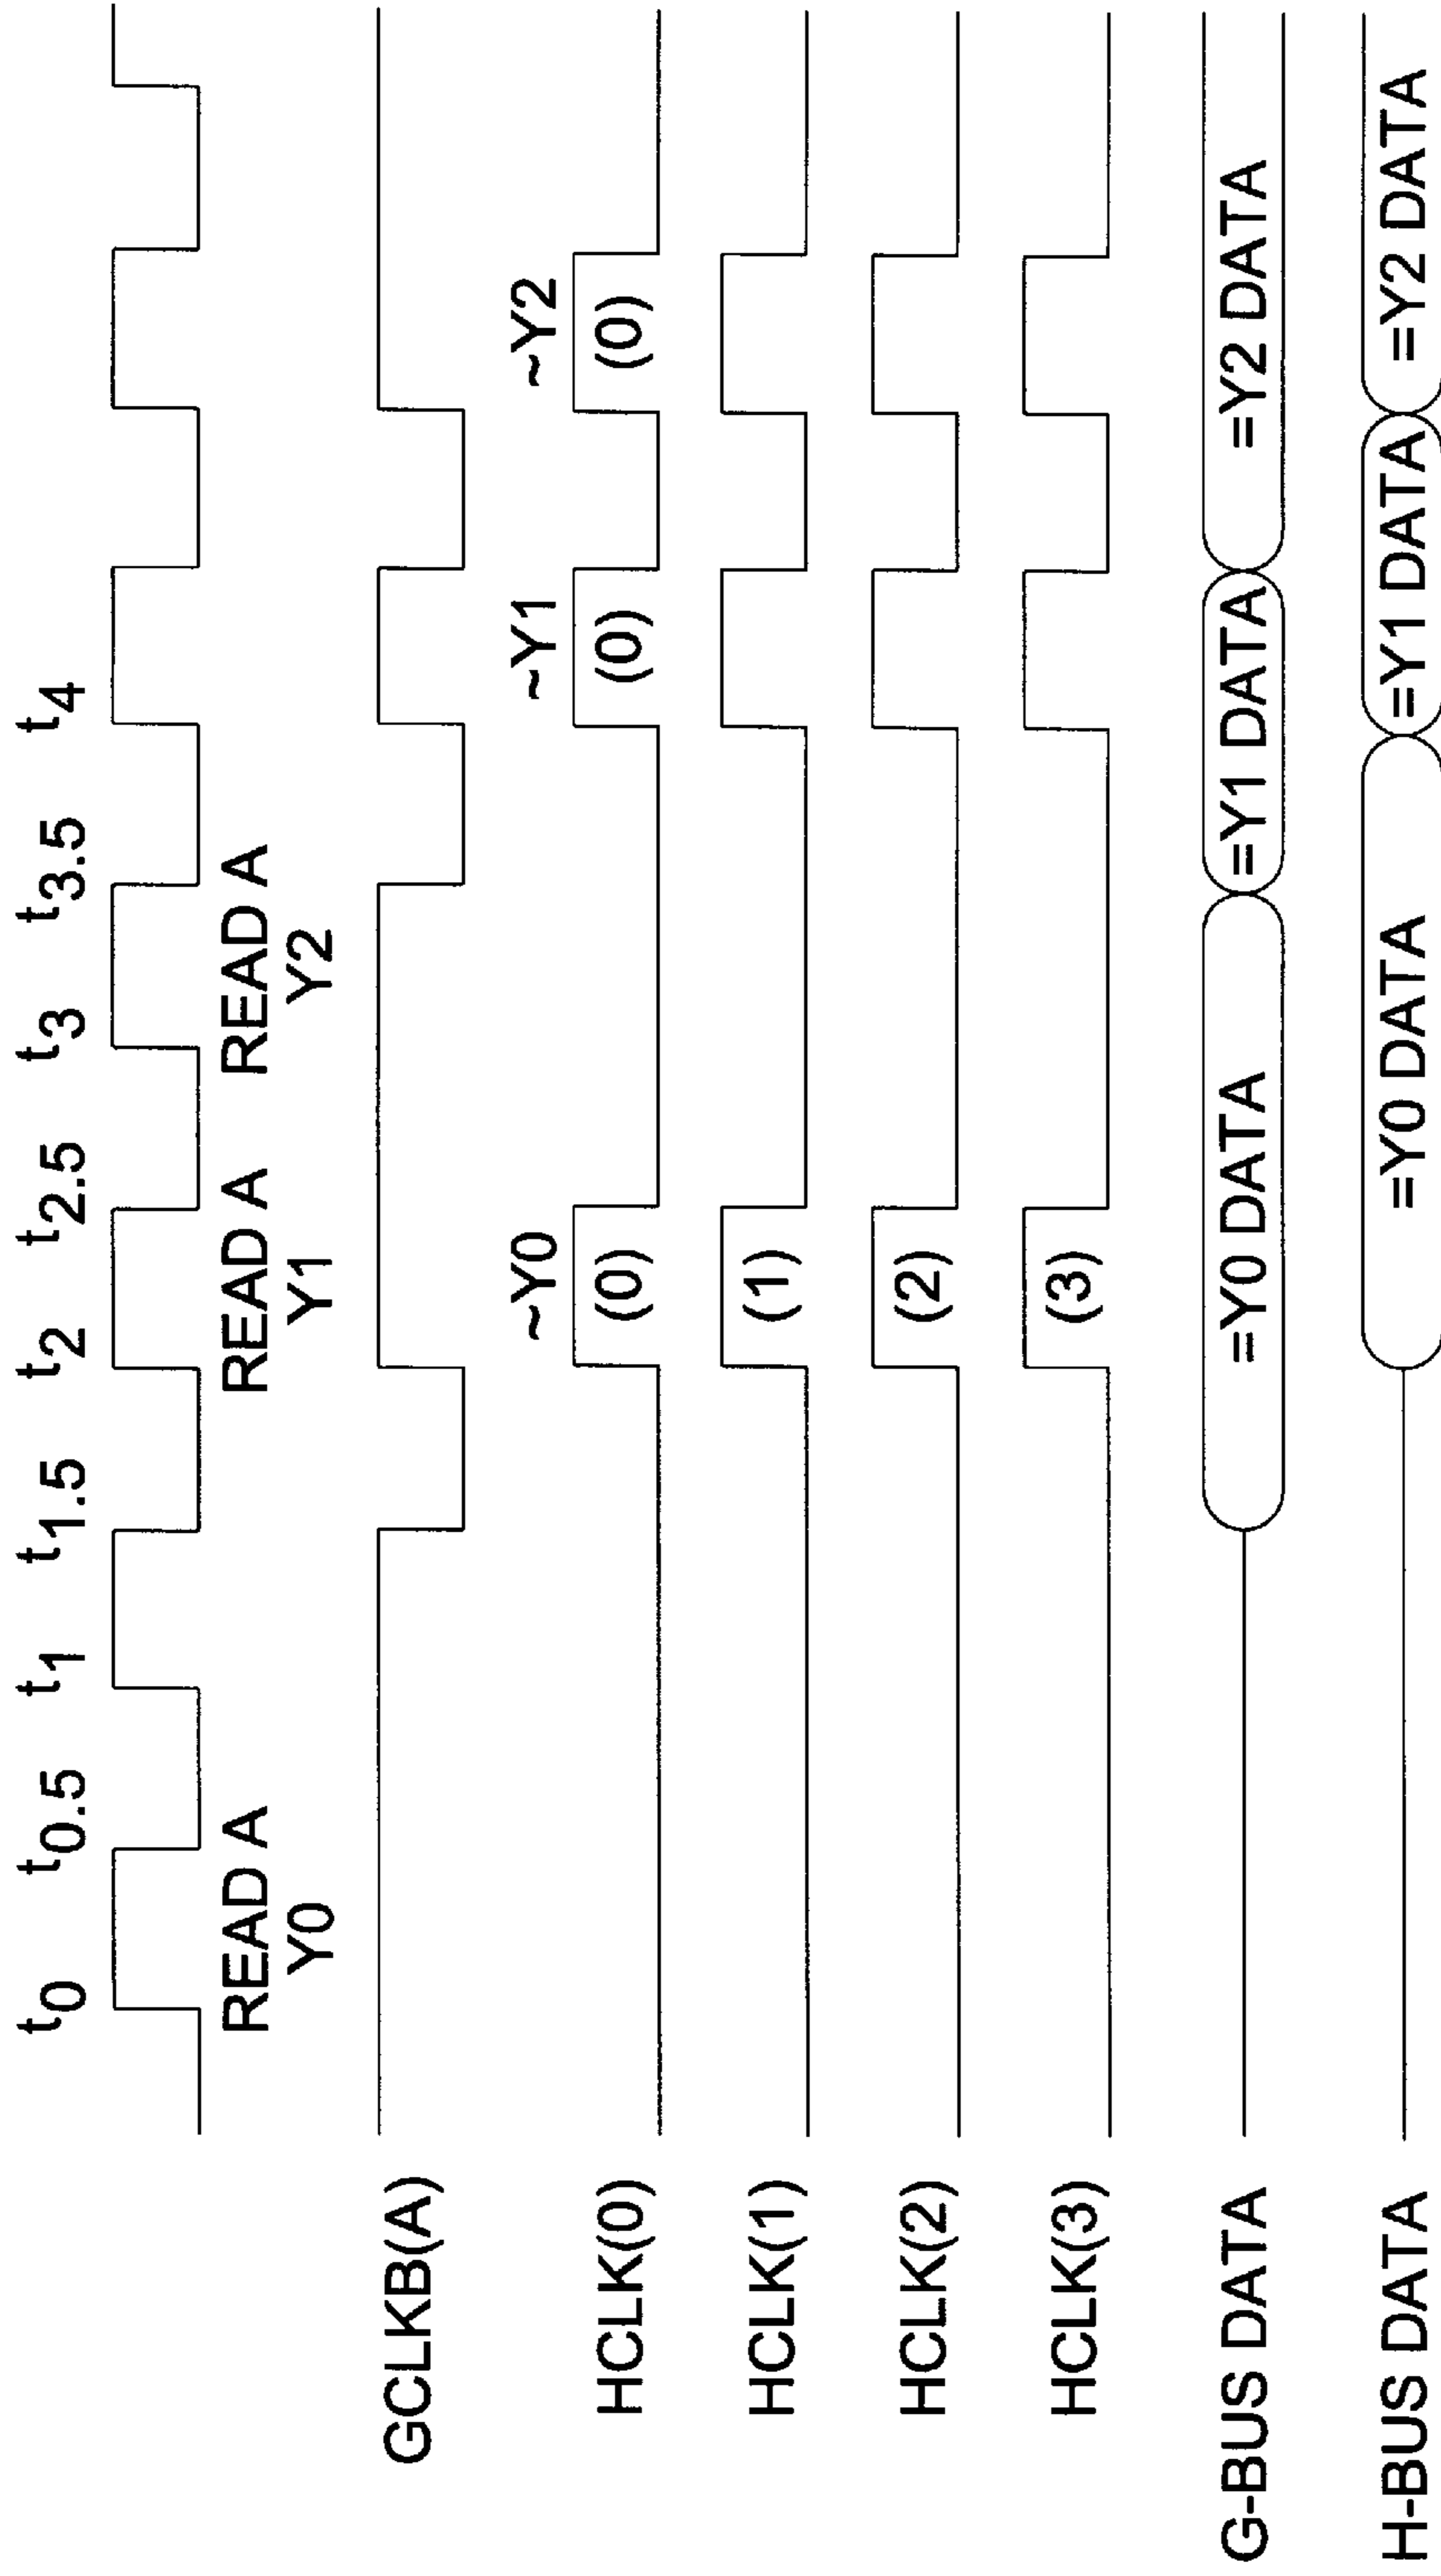 t0 t0.5 t1 t1.5 t2 t2.5 t3 t3.5 t4
READ A READ A READ A
Y0 Y1 Y2
GCLKB(A)
~Y0 ~Y1 ~Y2
HCLK(0) (0) (0) (0)
HCLK(1) (1)
HCLK(2) (2)
HCLK(3) (3)
G-BUS DATA =Y0 DATA =Y1 DATA =Y2 DATA
H-BUS DATA =Y0 DATA =Y1 DATA =Y2 DATA